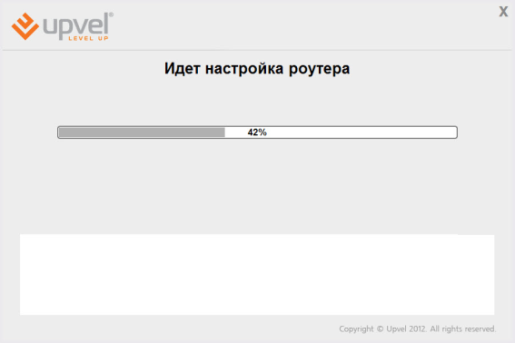 X
upvel®
LEVEL UP
Идет настройка роутера
42%
Copyright © Upvel 2012. All rights reserved.